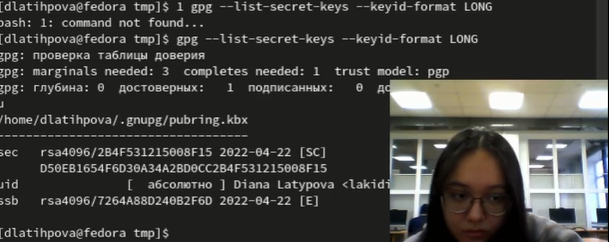 [dlatihpova@fedora tmp]$ 1 gpg --list-secret-keys --keyid-format LONG
bash: 1: command not found...
[dlatihpova@fedora tmp]$ gpg --list-secret-keys --keyid-format LONG
gpg: проверка таблицы доверия
gpg: marginals needed: 3  completes needed: 1  trust model: pgp
gpg: глубина: 0  достоверных:   1  подписанных:   0  до
u
/home/dlatihpova/.gnupg/pubring.kbx
-----------------------------------
sec   rsa4096/2B4F531215008F15 2022-04-22 [SC]
      D50EB1654F6D30A34A2BD0CC2B4F531215008F15
uid              [  абсолютно ] Diana Latypova <lakidi
ssb   rsa4096/7264A88D240B2F6D 2022-04-22 [E]
[dlatihpova@fedora tmp]$